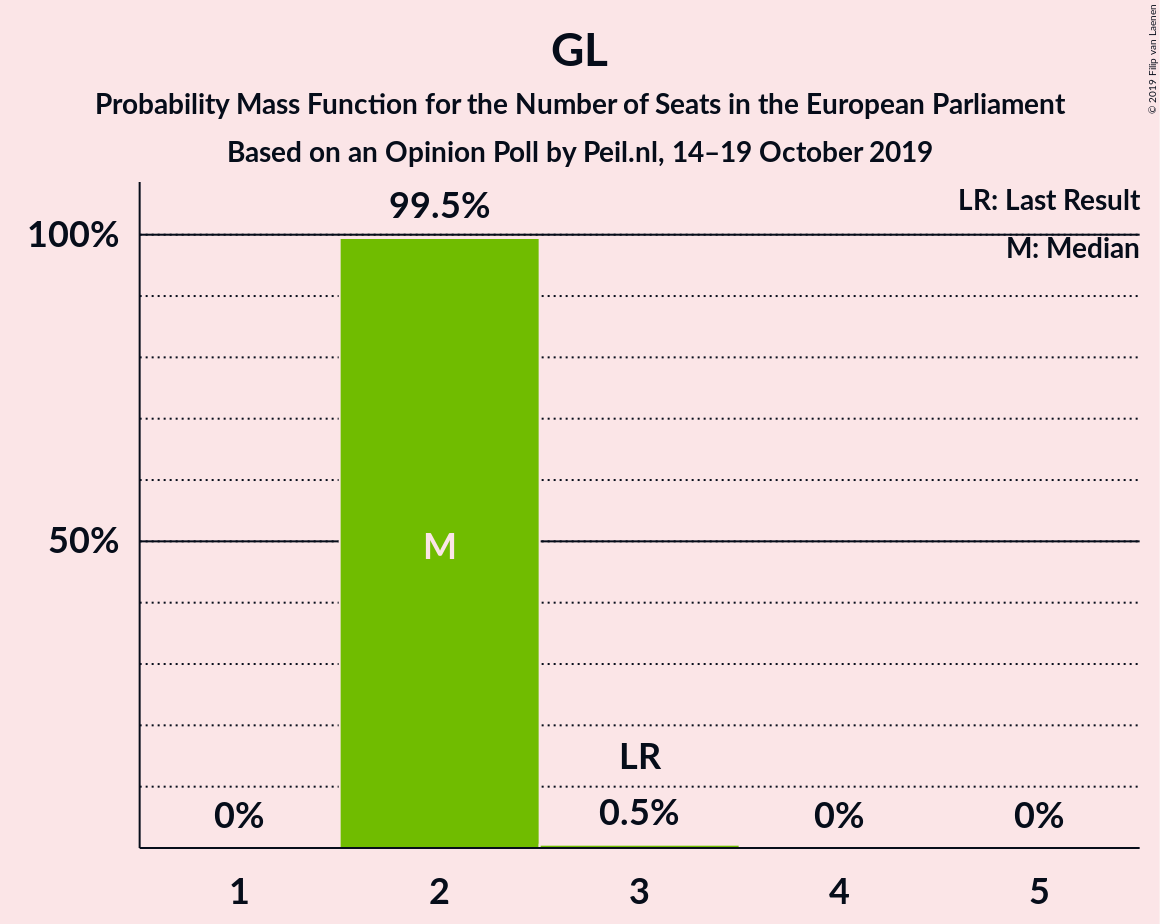 GL
Probability Mass Function for the Number of Seats in the European Parliament
Based on an Opinion Poll by Peil.nl, 14–19 October 2019
© 2019 Filip van Laenen
LR: Last Result
M: Median
99.5%
100%
50%
M
LR
0%
0.5%
0%
0%
1
2
3
4
5